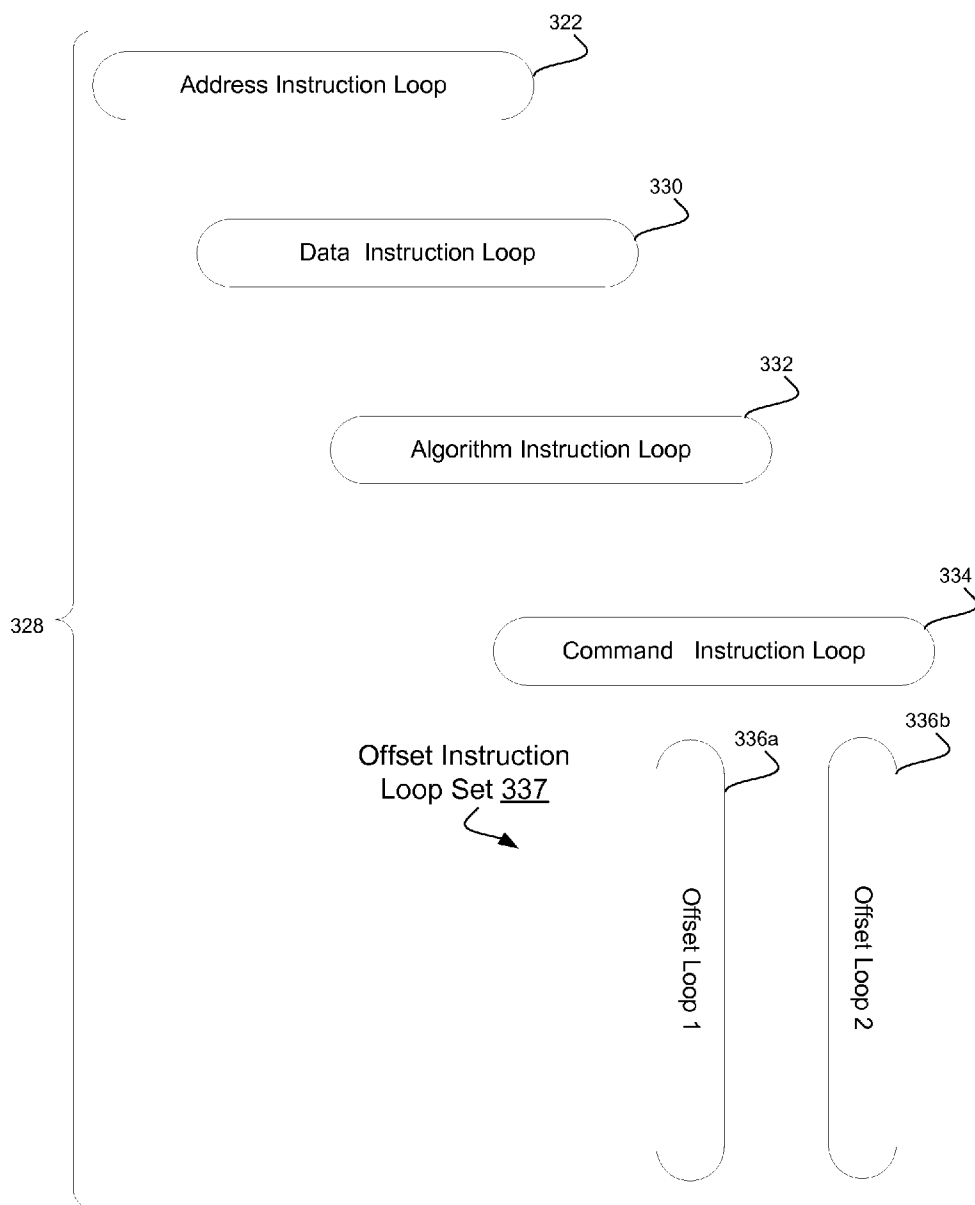 322
Address Instruction Loop
330
Data Instruction Loop
332
Algorithm Instruction Loop
334
328
Command Instruction Loop
336b
336a
Offset Instruction
Loop Set 337
Offset Loop 1
Offset Loop 2